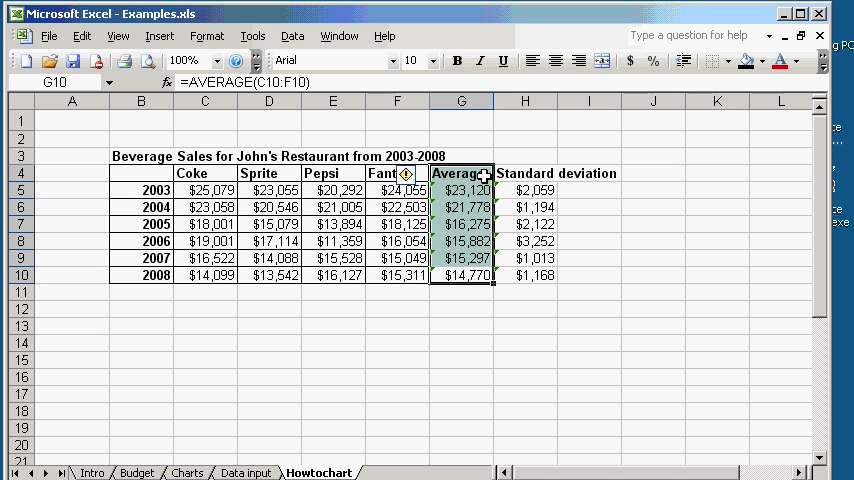 Microsoft Excel - Examples.xls
File Edit View Insert Format Tools Data Window Help Type a question for help
100% Arial 10 B I U $ %
G10 fx =AVERAGE(C10:F10)
A B C D E F G H I J K L
1
2
3 Beverage Sales for John's Restaurant from 2003-2008
4 Coke Sprite Pepsi Standard deviation
5 2003 $25,079 $23,055 $20,292 $24,055 $23,120 $2,059
6 2004 $23,058 $20,546 $21,005 $22,503 $21,778 $1,194
7 2005 $18,001 $15,079 $13,894 $18,125 $16,275 $2,122
8 2006 $19,001 $17,114 $11,359 $16,054 $15,882 $3,252
9 2007 $16,522 $14,088 $15,528 $15,049 $15,297 $1,013
10 2008 $14,099 $13,542 $16,127 $15,311 $14,770 $1,168
11
12
13
14
15
16
17
18
19
20
21
Intro Budget Charts Data input Howtochart
g PC
exe